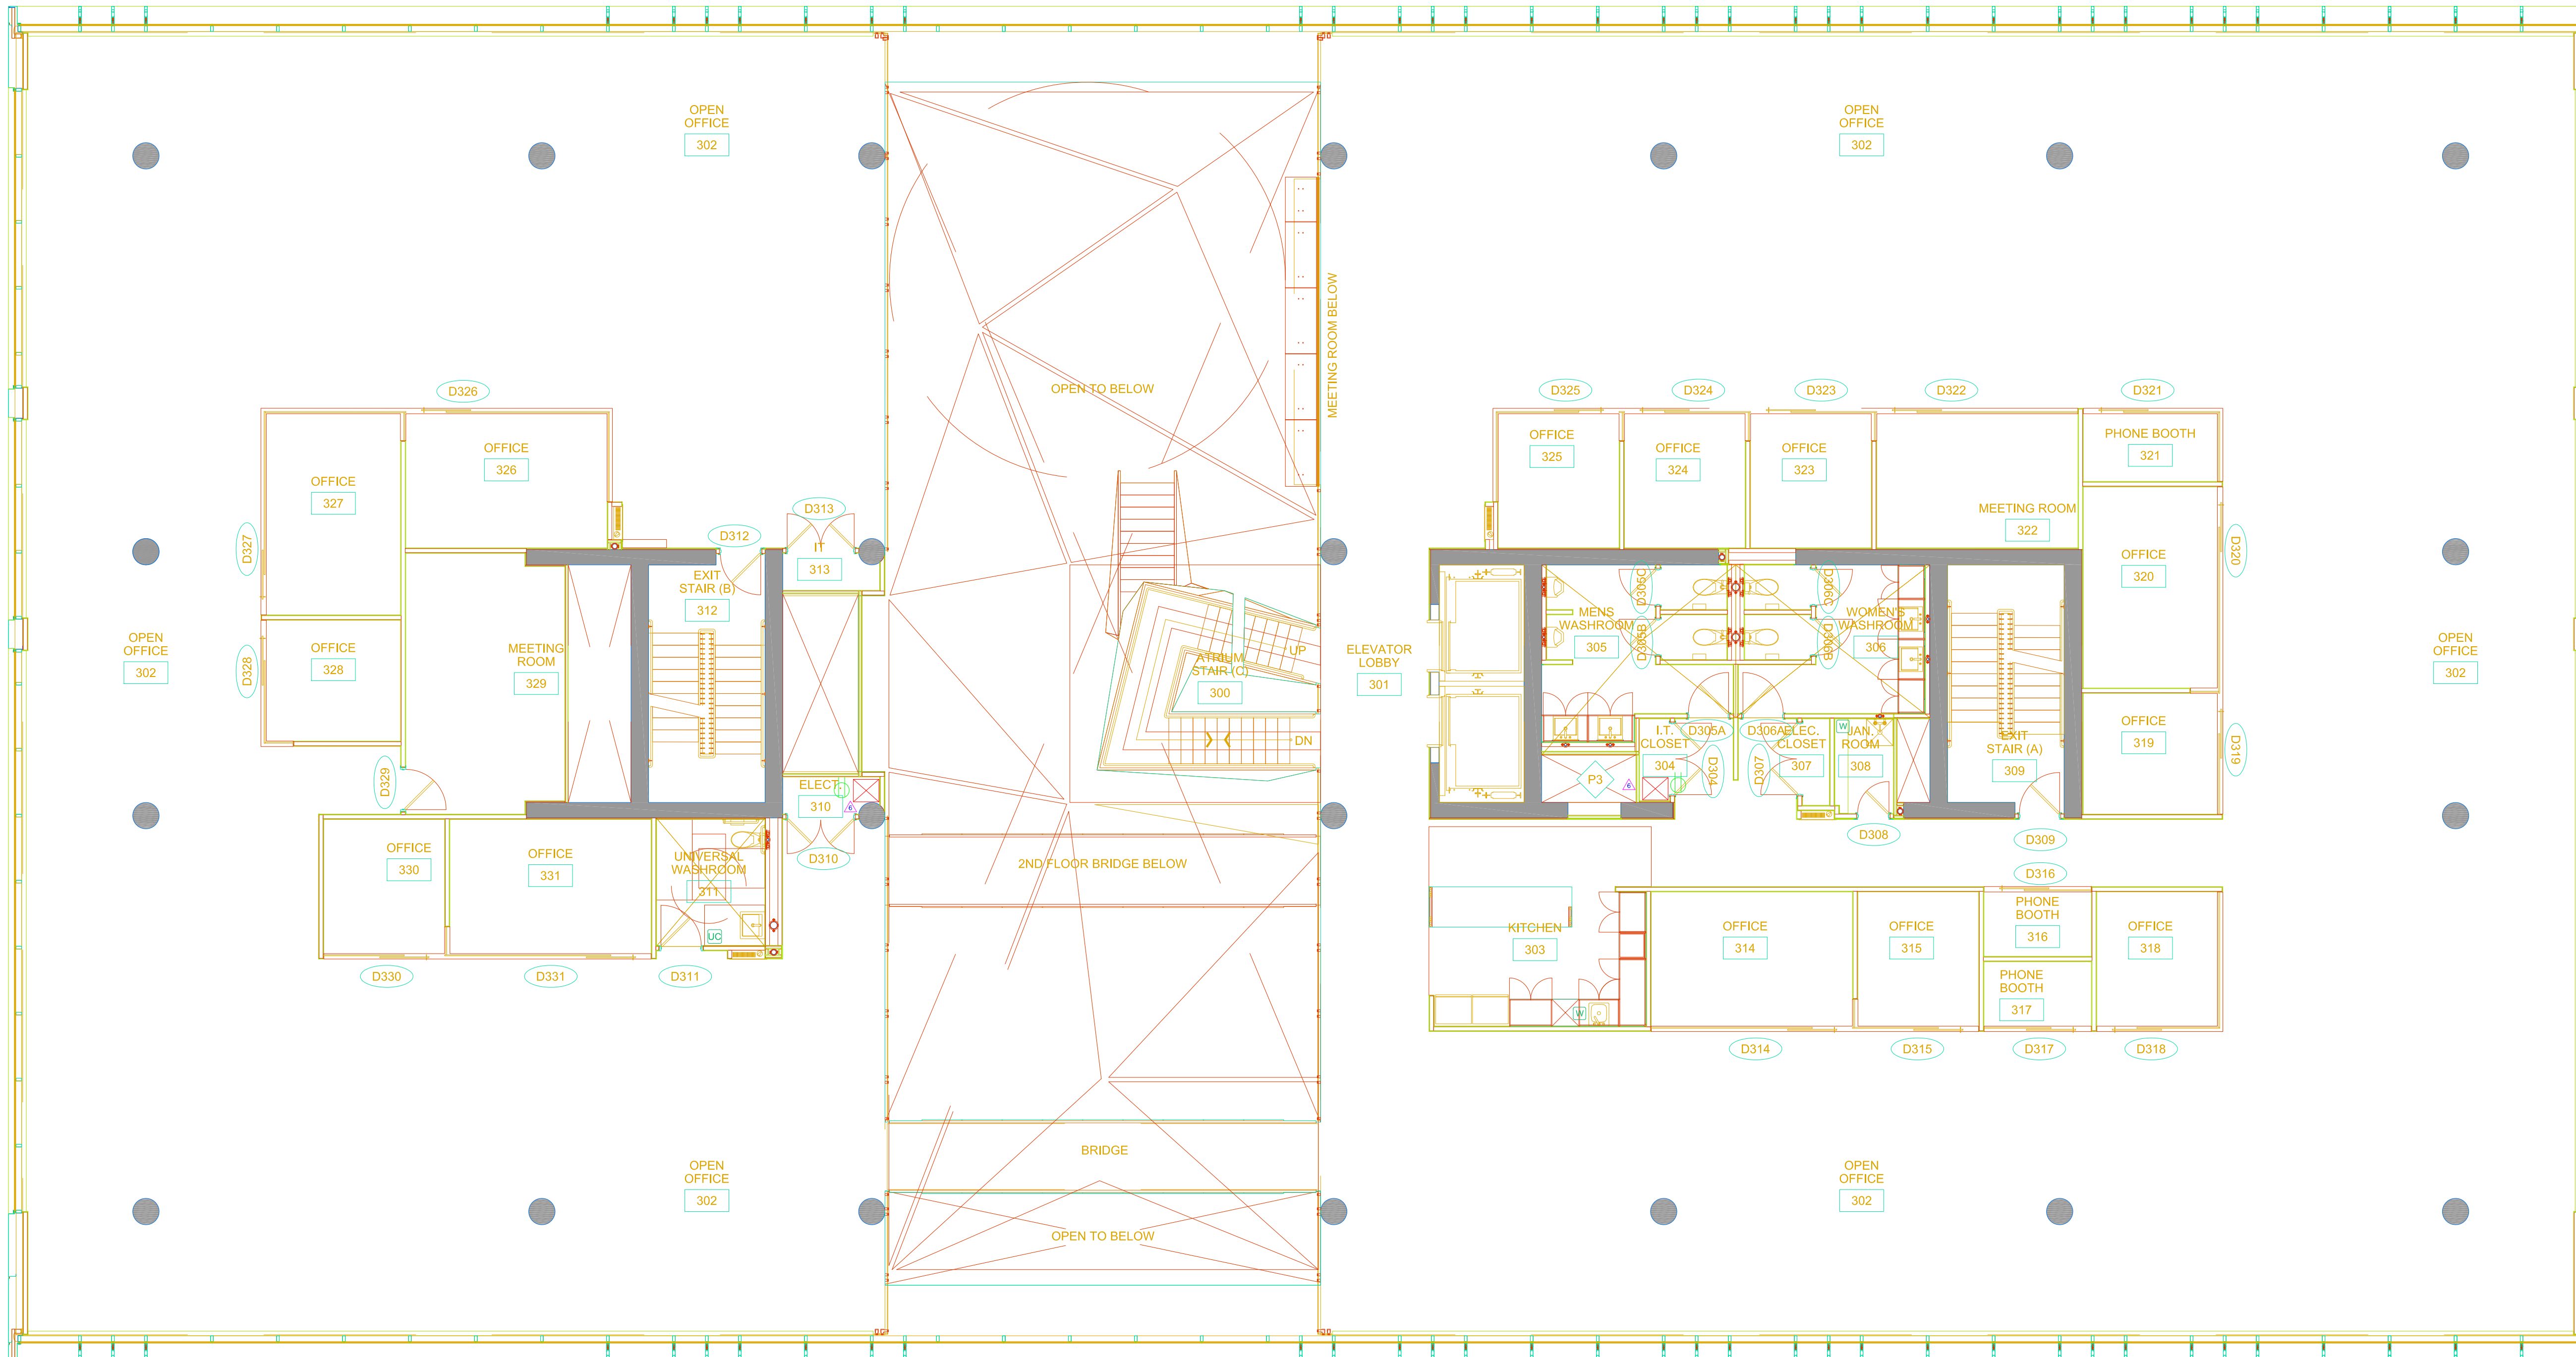 OPEN
OFFICE
302
OPEN
OFFICE
302
MEETING ROOM BELOW
OPEN TO BELOW
D326
D325
D324
D323
D322
D321
OFFICE
326
OFFICE
327
OFFICE
325
OFFICE
324
OFFICE
323
PHONE BOOTH
321
MEETING ROOM
322
D313
D312
IT
313
D327
EXIT
STAIR (B)
312
OFFICE
320
D320
D305C
D306C
MENS
WASHROOM
305
D305B
D306B
WOMEN'S
WASHROOM
306
OPEN
OFFICE
302
D328
OFFICE
328
MEETING
ROOM
329
ATRIUM
STAIR (C)
300
UP
DN
ELEVATOR
LOBBY
301
OPEN
OFFICE
302
OFFICE
319
D319
I.T.
CLOSET
304
D305A
D306A
D304
D307
ELEC.
CLOSET
307
W
JAN.
ROOM
308
EXIT
STAIR (A)
309
D329
ELECT.
310
6
P3
6
D310
D308
D309
D316
OFFICE
330
OFFICE
331
UNIVERSAL
WASHROOM
311
UC
2ND FLOOR BRIDGE BELOW
D330
D331
D311
KITCHEN
303
W
OFFICE
314
OFFICE
315
PHONE
BOOTH
316
PHONE
BOOTH
317
OFFICE
318
D314
D315
D317
D318
BRIDGE
OPEN
OFFICE
302
OPEN
OFFICE
302
OPEN TO BELOW